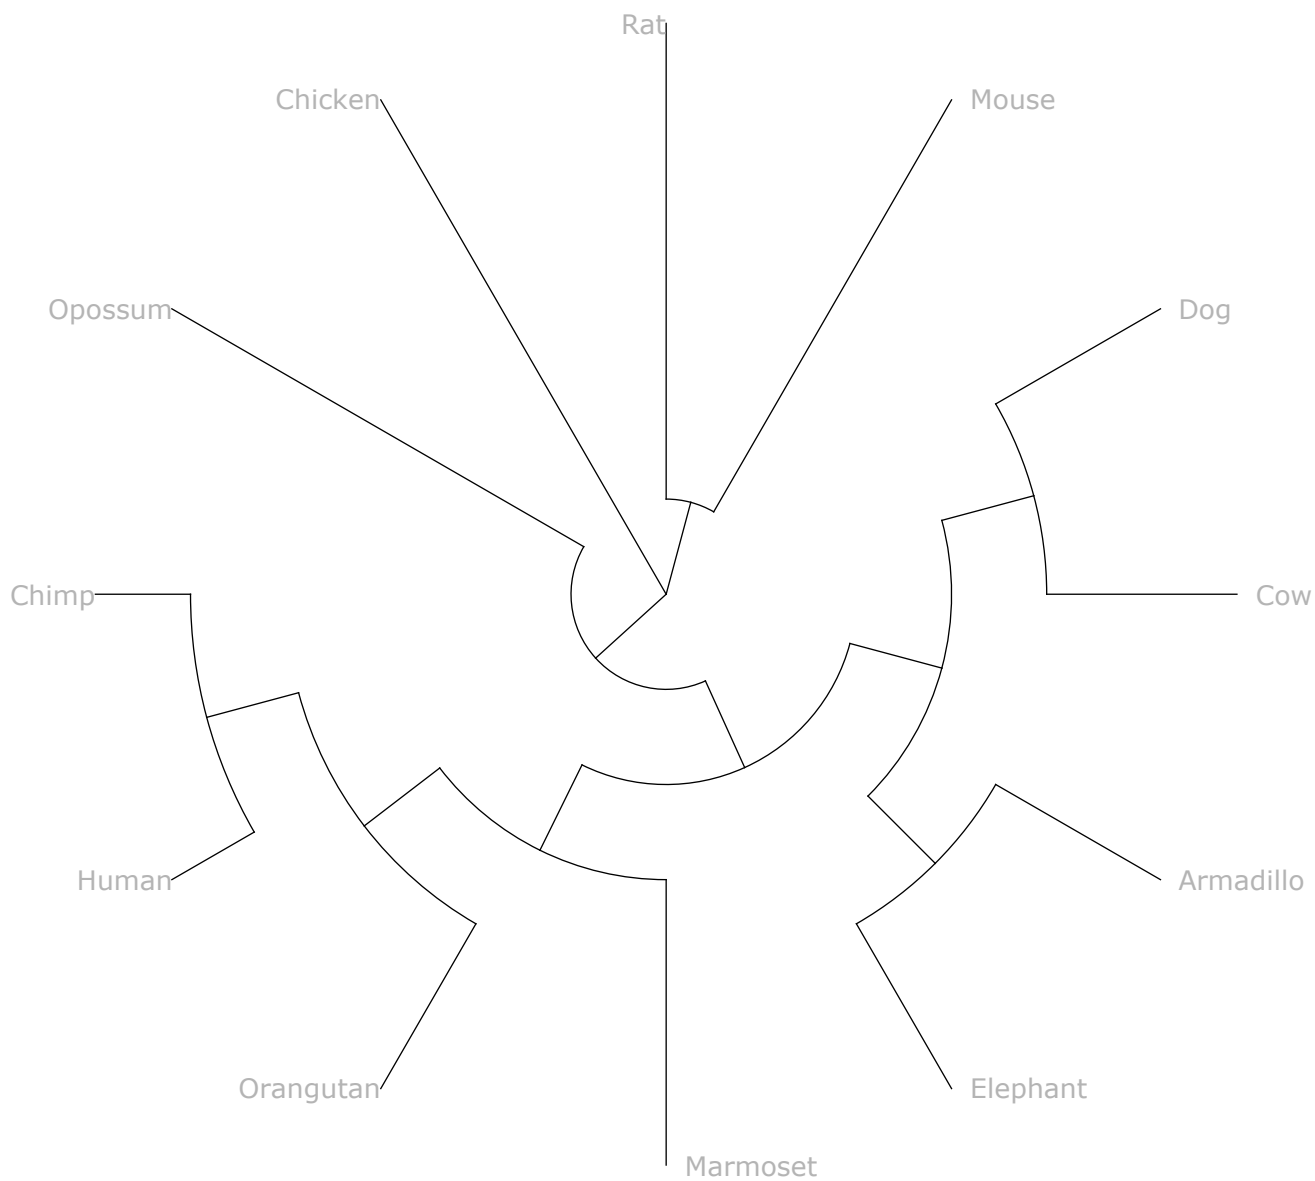 Rat
Chicken
Mouse
Opossum
Dog
Chimp
Cow
Human
Armadillo
Orangutan
Elephant
Marmoset